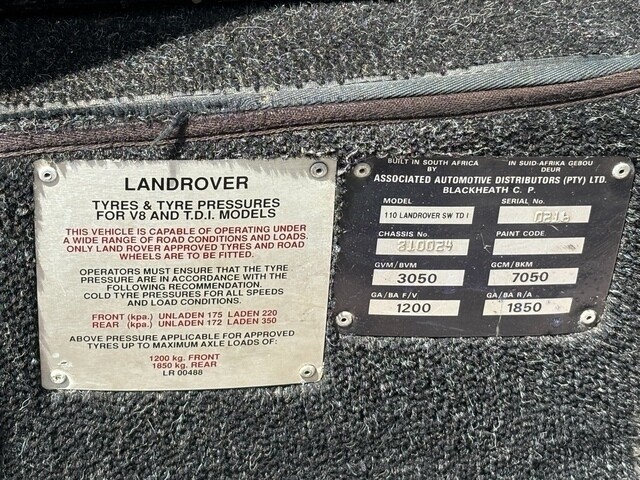 LANDROVER
TYRES & TYRE PRESSURES
FOR V8 AND T.D.I. MODELS
THIS VEHICLE IS CAPABLE OF OPERATING UNDER
A WIDE RANGE OF ROAD CONDITIONS AND LOADS.
ONLY LAND ROVER APPROVED TYRES AND ROAD
WHEELS ARE TO BE FITTED.
OPERATORS MUST ENSURE THAT THE TYRE
PRESSURE ARE IN ACCORDANCE WITH THE
FOLLOWING RECOMMENDATION.
COLD TYRE PRESSURES FOR ALL SPEEDS
AND LOAD CONDITIONS.
FRONT (kpa.) UNLADEN 175 LADEN 220
REAR (kpa.) UNLADEN 172 LADEN 350
ABOVE PRESSURE APPLICABLE FOR APPROVED
TYRES UP TO MAXIMUM AXLE LOADS OF:
1200 kg. FRONT
1850 kg. REAR
LR 00488
BUILT IN SOUTH AFRICA IN SUID-AFRIKA GEBOU
BY DEUR
ASSOCIATED AUTOMOTIVE DISTRIBUTORS (PTY) LTD.
BLACKHEATH C. P.
MODEL SERIAL No.
110 LANDROVER SW TD I 0216
CHASSIS No. PAINT CODE
210024
GVM/BVM GCM/BKM
3050 7050
GA/BA F/V GA/BA R/A
1200 1850